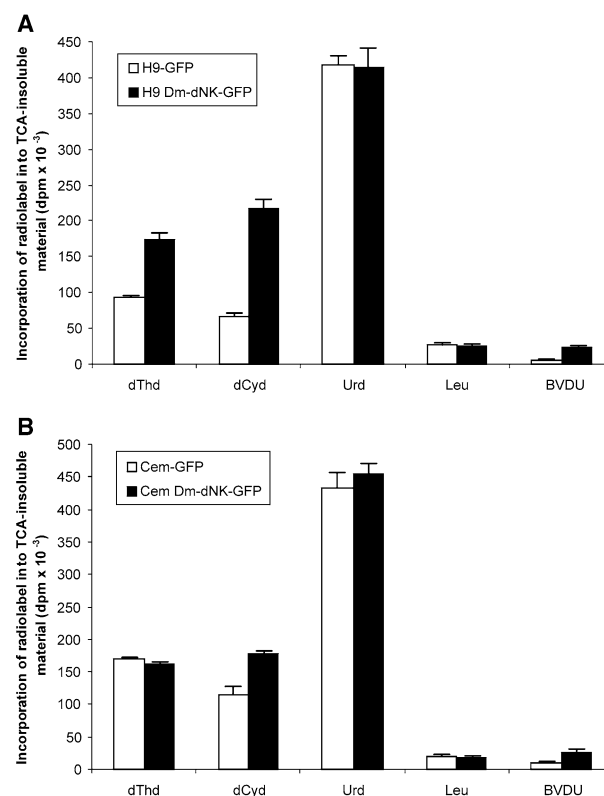 A
Incorporation of radiolabel into TCA-insoluble
material (dpm x 10 -3)
450
400
350
300
250
200
150
100
50
0
H9-GFP
H9 Dm-dNK-GFP
dThd dCyd Urd Leu BVDU
B
Incorporation of radiolabel into TCA-insoluble
material (dpm x 10 -3)
500
450
400
350
300
250
200
150
100
50
0
Cem-GFP
Cem Dm-dNK-GFP
dThd dCyd Urd Leu BVDU